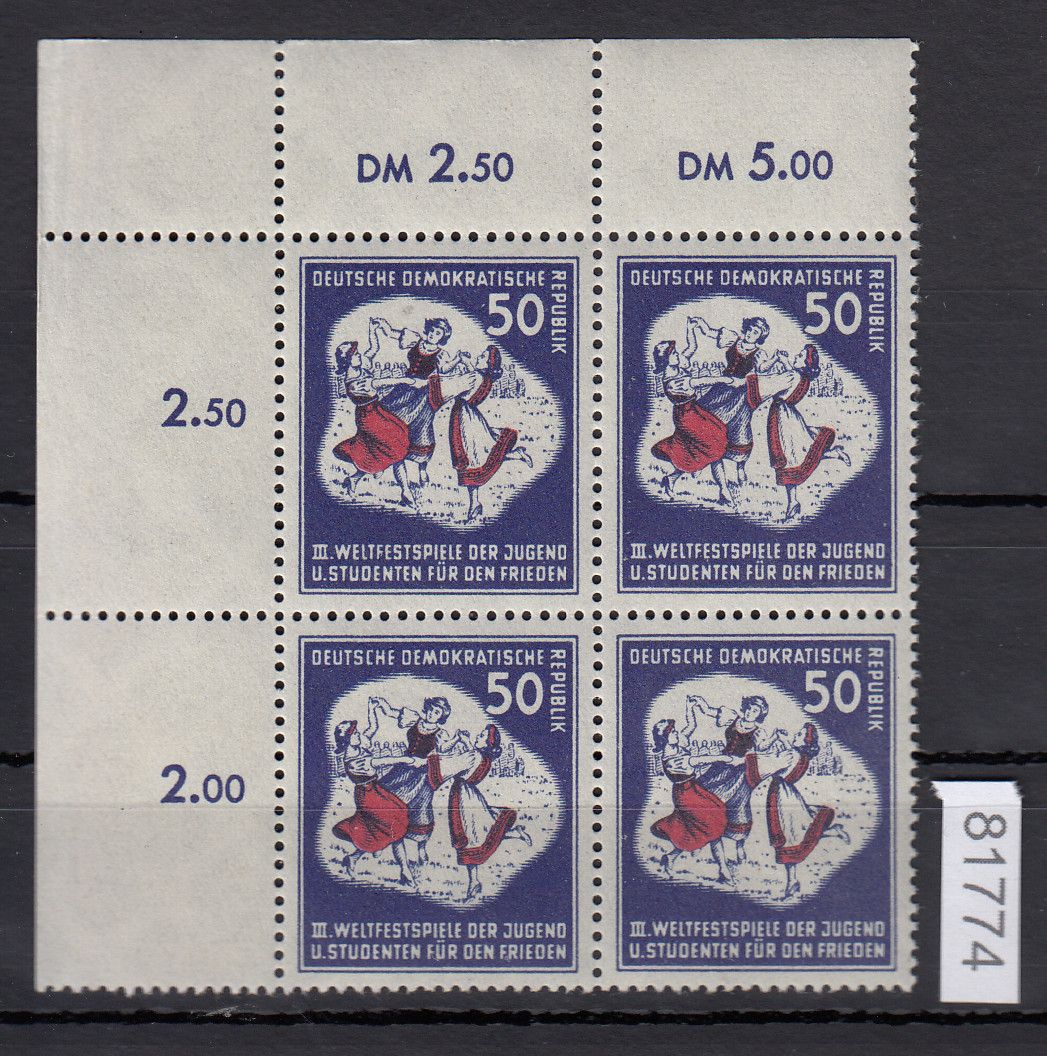 DM 2.50
DM 5.00
2.50
DEUTSCHE DEMOKRATISCHE
REPUBLIK
50
III. WELTFESTSPIELE DER JUGEND
U. STUDENTEN FÜR DEN FRIEDEN
DEUTSCHE DEMOKRATISCHE
REPUBLIK
50
III. WELTFESTSPIELE DER JUGEND
U. STUDENTEN FÜR DEN FRIEDEN
2.00
DEUTSCHE DEMOKRATISCHE
REPUBLIK
50
III. WELTFESTSPIELE DER JUGEND
U. STUDENTEN FÜR DEN FRIEDEN
DEUTSCHE DEMOKRATISCHE
REPUBLIK
50
III. WELTFESTSPIELE DER JUGEND
U. STUDENTEN FÜR DEN FRIEDEN
81774